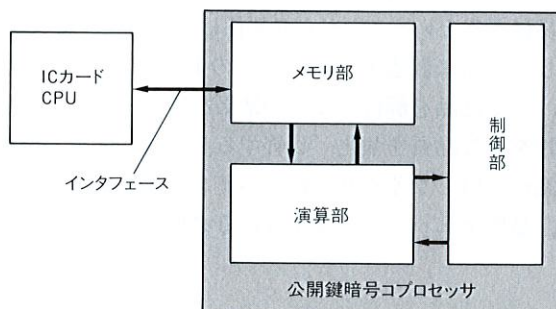 ICカード
CPU
インタフェース
メモリ部
演算部
制御部
公開鍵暗号コプロセッサ